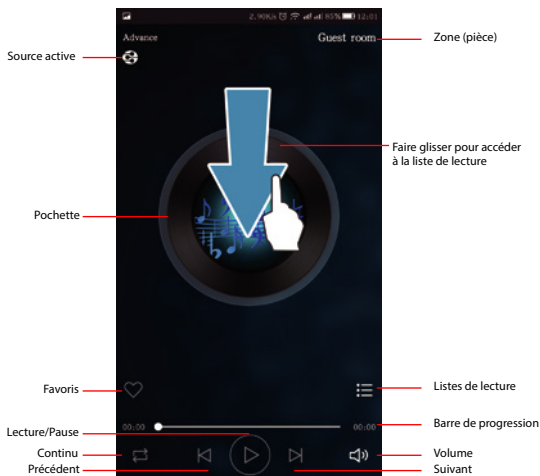 2.90K/s 85% 12:01
Advance
Guest room
Zone (pièce)
Source active
Faire glisser pour accéder
à la liste de lecture
Pochette
Favoris
Listes de lecture
00:00
00:00
Barre de progression
Lecture/Pause
Continu
Volume
Précédent
Suivant